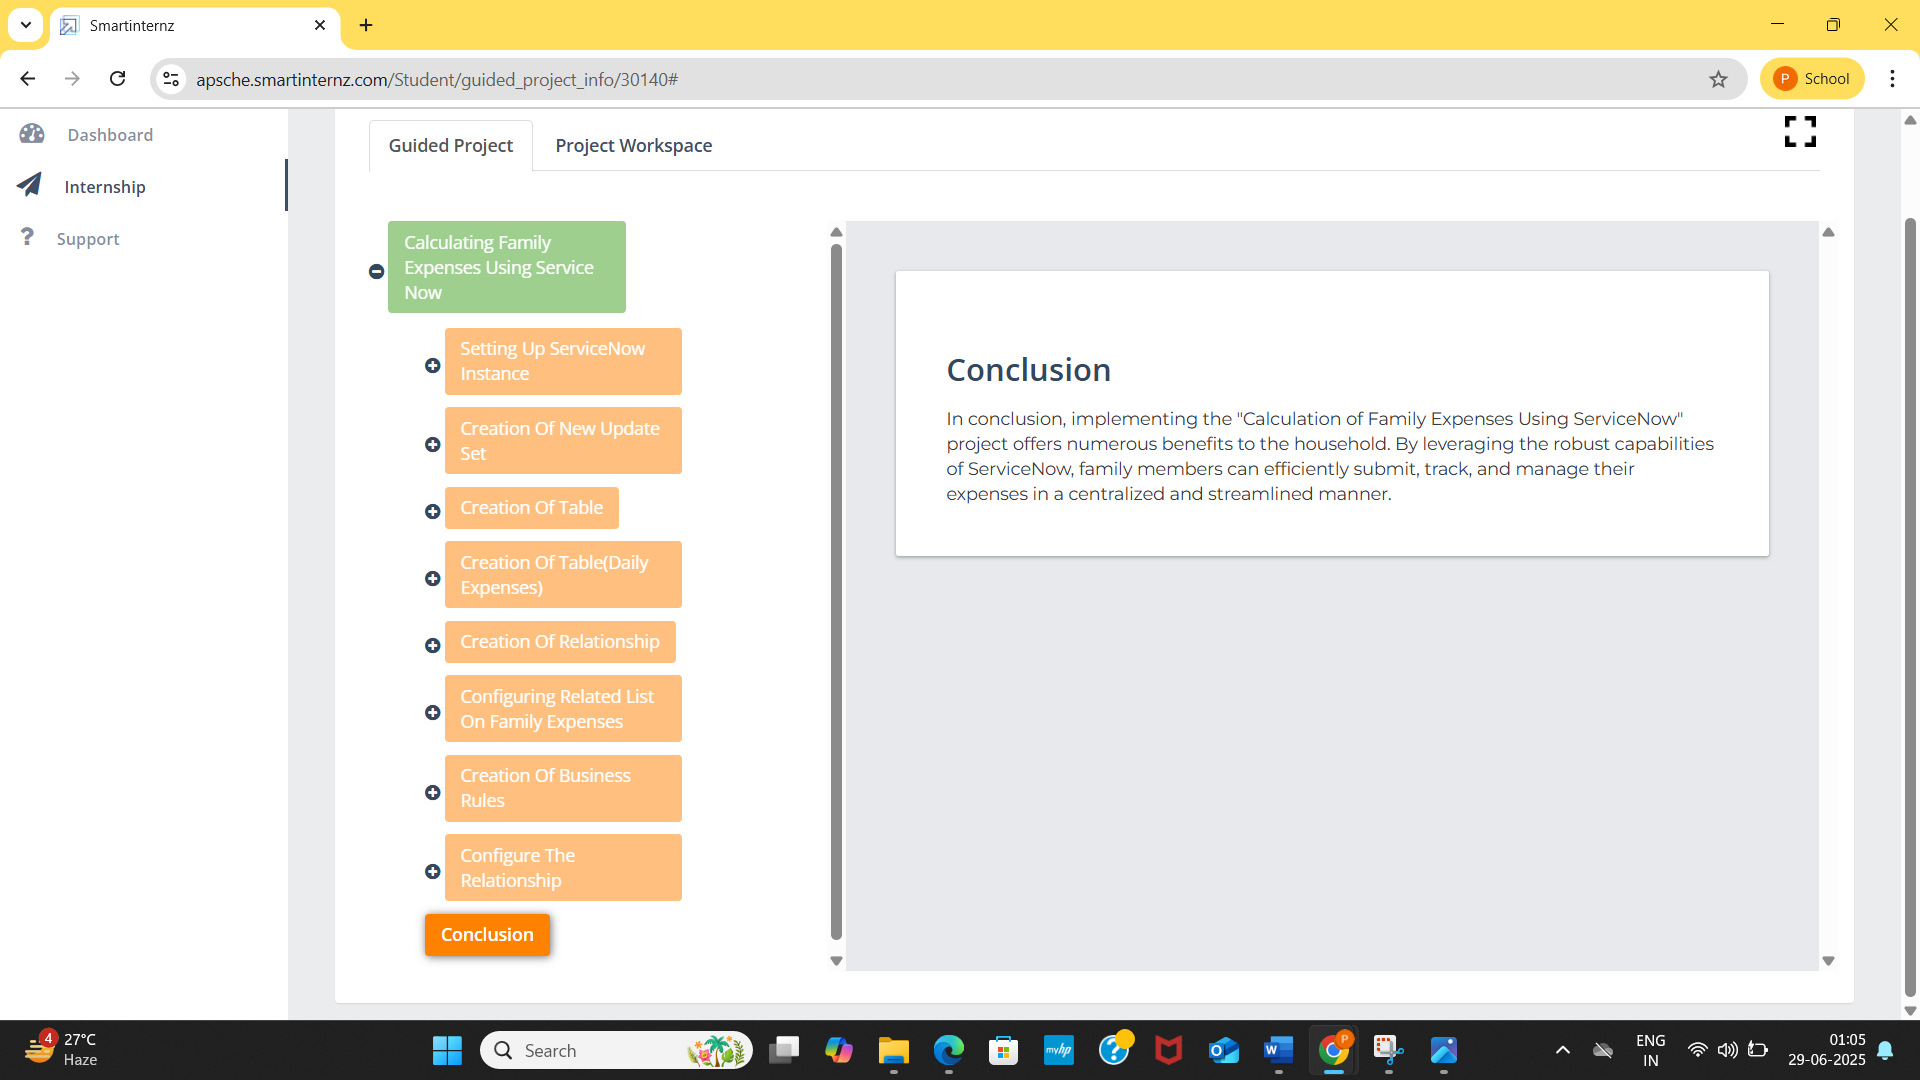 Smartinternz
apsche.smartinternz.com/Student/guided_project_info/30140#
P School
Dashboard
Internship
Support
Guided Project
Project Workspace
Calculating Family
Expenses Using Service
Now
Setting Up ServiceNow
Instance
Creation Of New Update
Set
Creation Of Table
Creation Of Table(Daily
Expenses)
Creation Of Relationship
Configuring Related List
On Family Expenses
Creation Of Business
Rules
Configure The
Relationship
Conclusion
Conclusion
In conclusion, implementing the "Calculation of Family Expenses Using ServiceNow"
project offers numerous benefits to the household. By leveraging the robust capabilities
of ServiceNow, family members can efficiently submit, track, and manage their
expenses in a centralized and streamlined manner.
4
27°C
Haze
Search
myhp
P
ENG
IN
01:05
29-06-2025